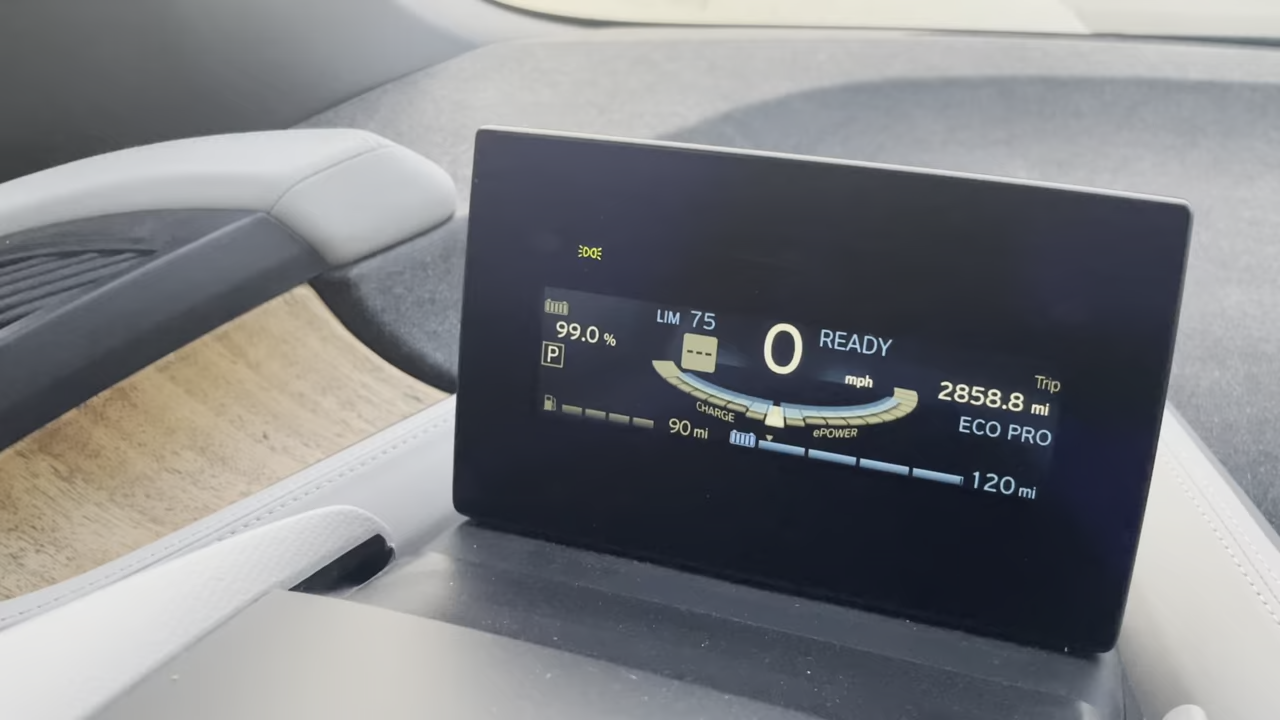 99.0 %
P
LIM 75
---
0 READY
mph
CHARGE
ePOWER
Trip
2858.8 mi
ECO PRO
90 mi
120 mi